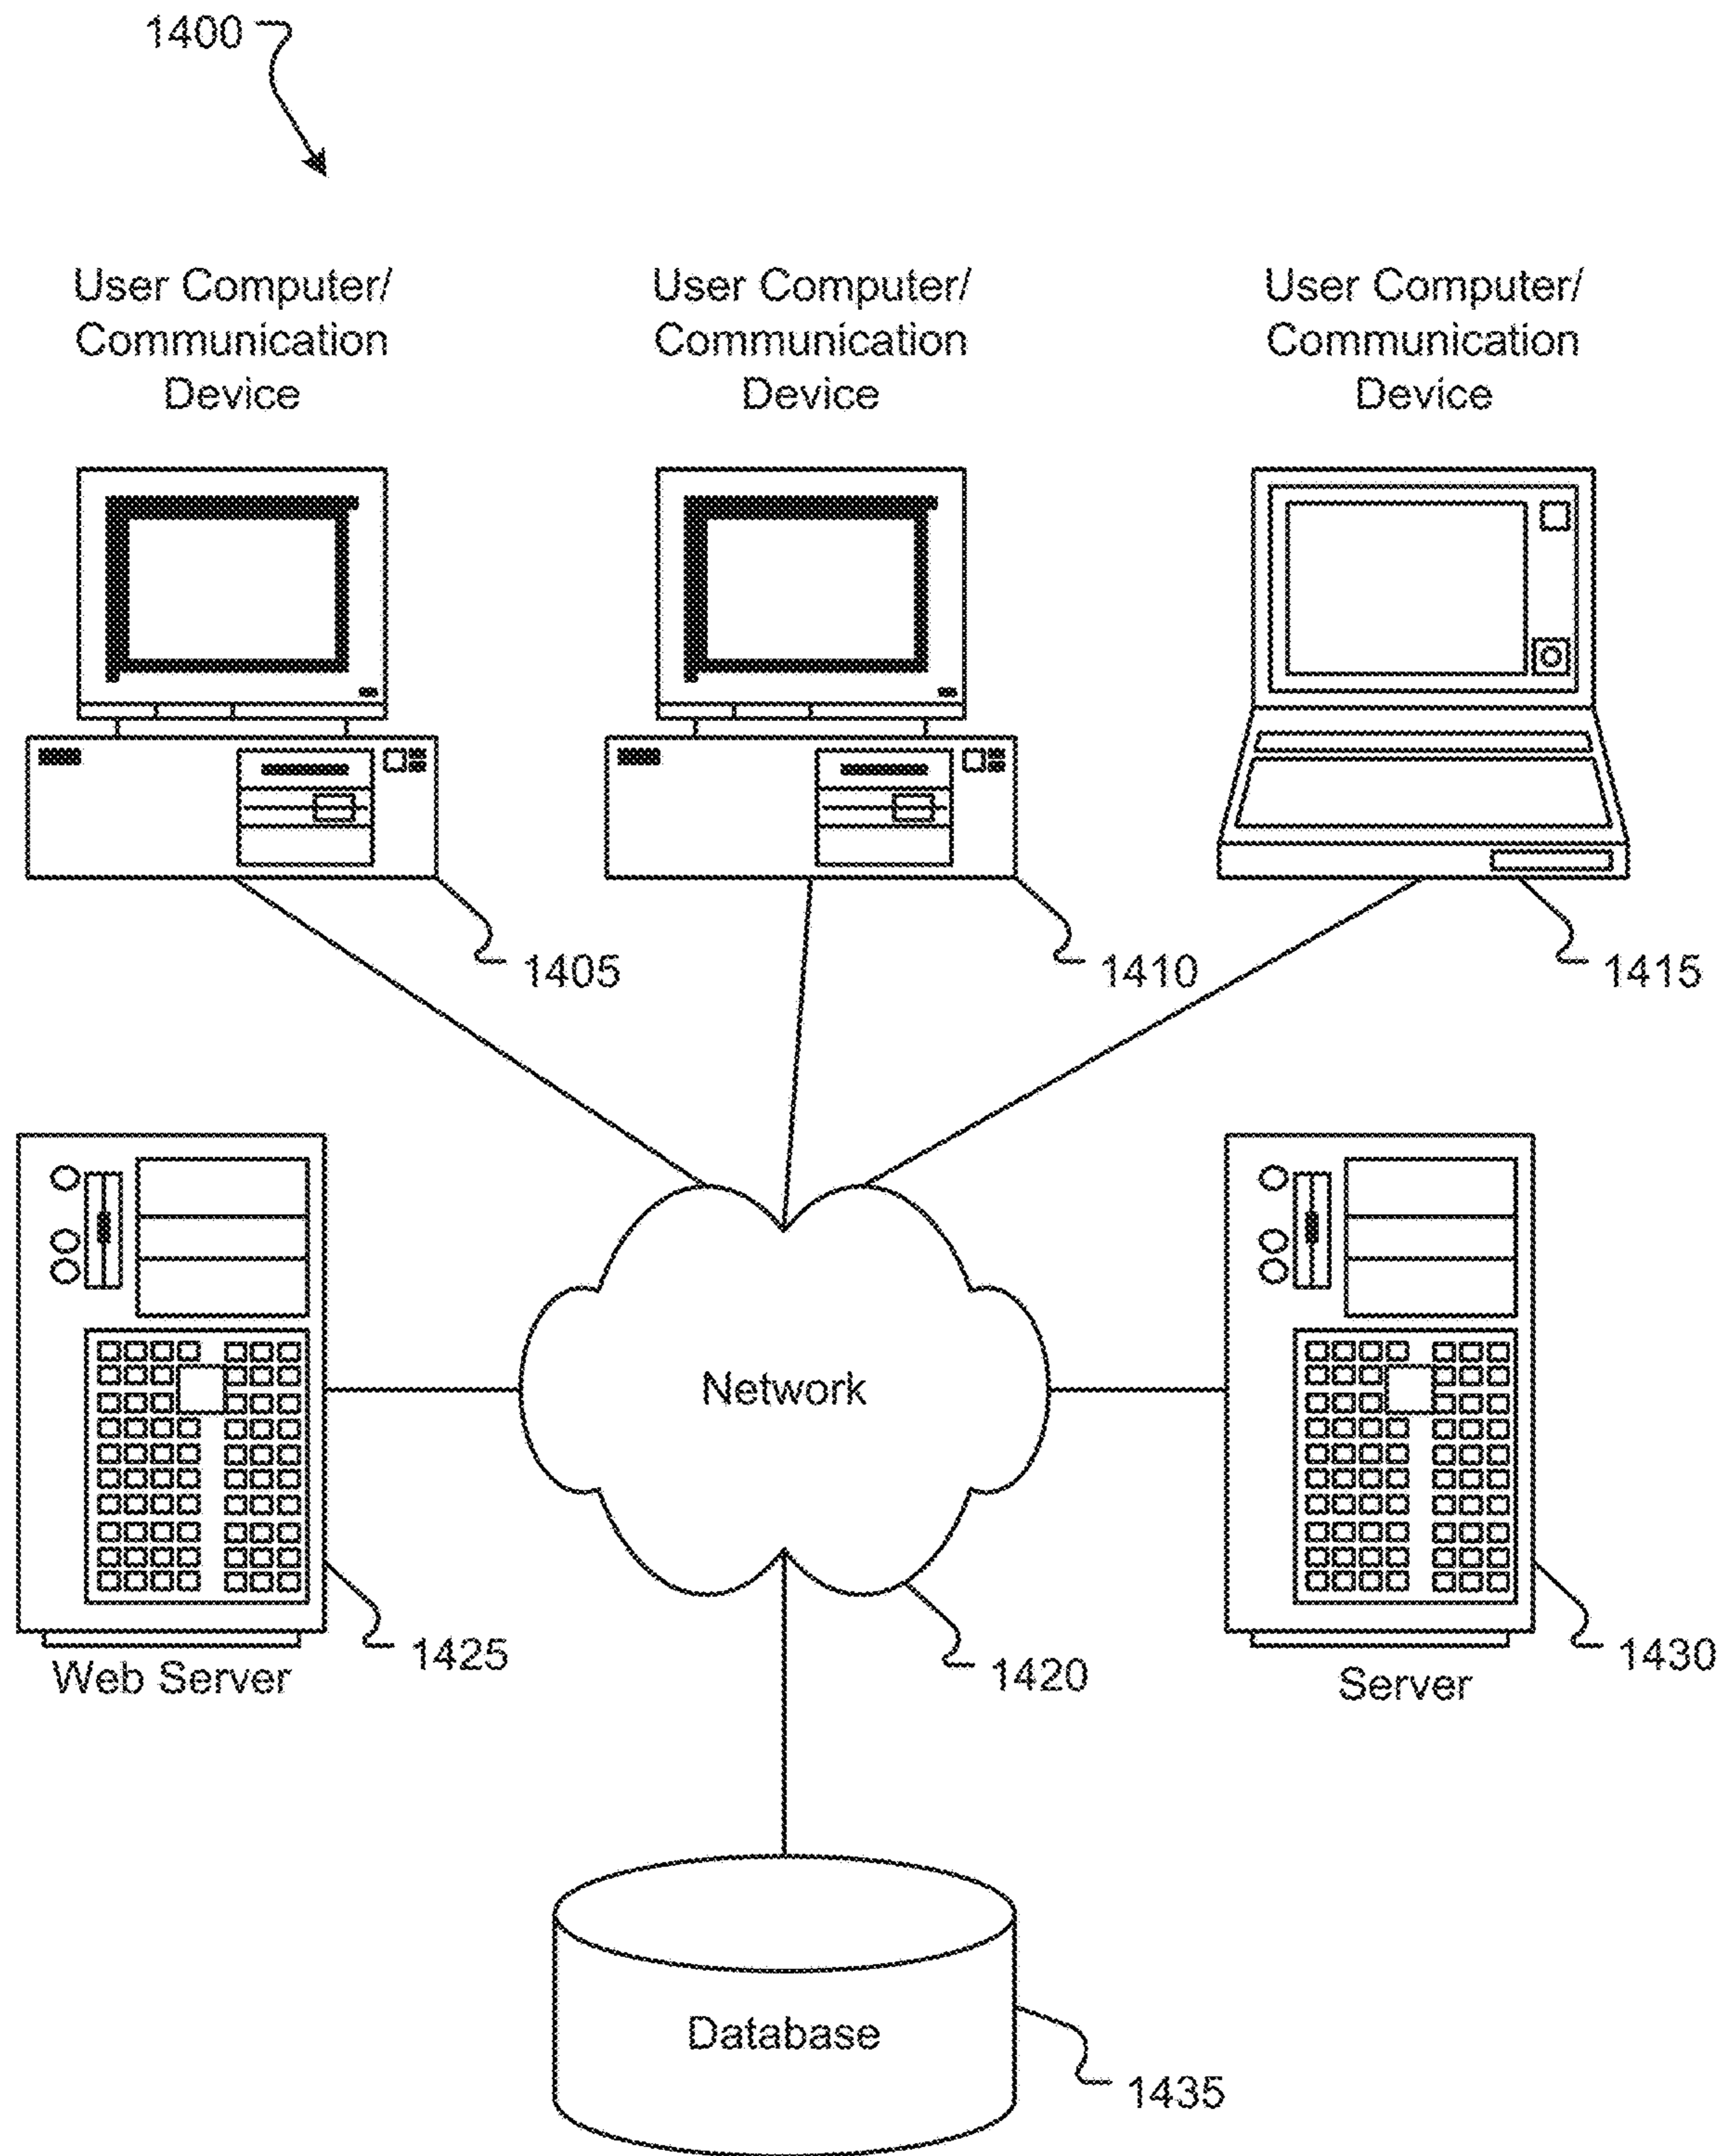 1400
User Computer/
Communication
Device
User Computer/
Communication
Device
User Computer/
Communication
Device
1405
1410
1415
Network
1425
Web Server
1420
1430
Server
Database
1435